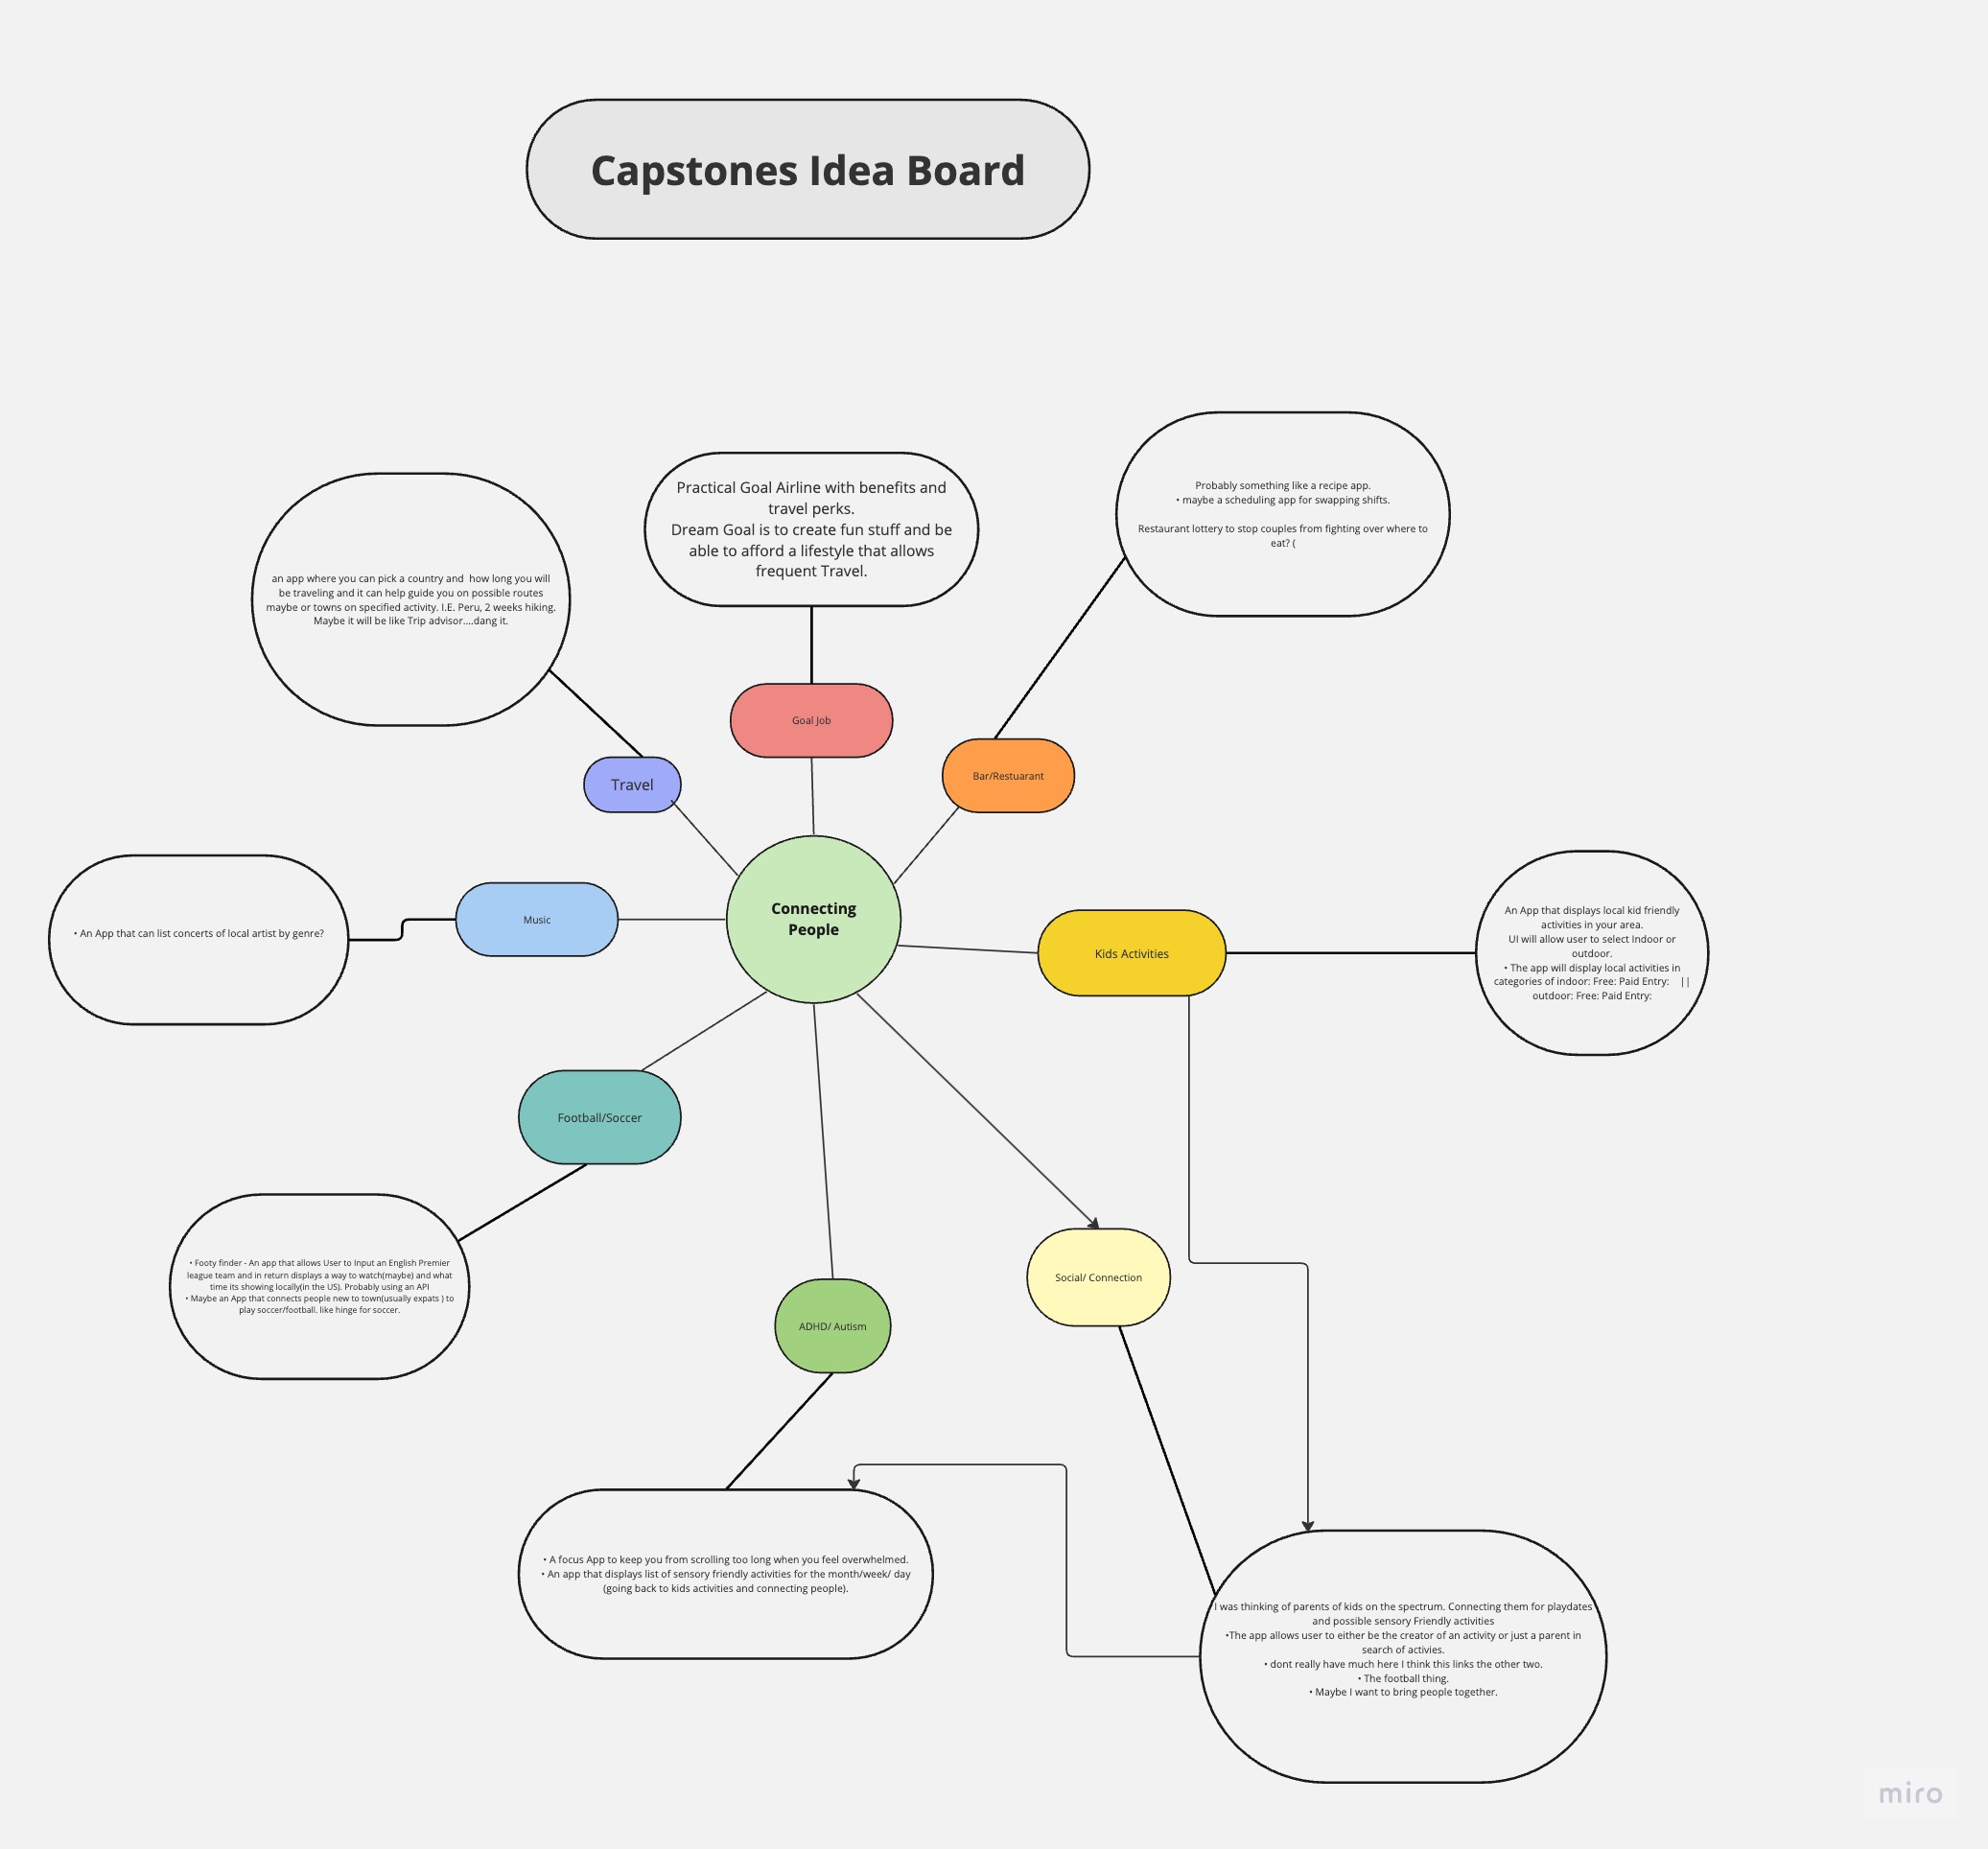 Capstones Idea Board
Probably something like a recipe app.
• maybe a scheduling app for swapping shifts.
Restaurant lottery to stop couples from fighting over where to
eat? (
Practical Goal Airline with benefits and
travel perks.
Dream Goal is to create fun stuff and be
able to afford a lifestyle that allows
frequent Travel.
an app where you can pick a country and  how long you will
be traveling and it can help guide you on possible routes
maybe or towns on specified activity. I.E. Peru, 2 weeks hiking.
Maybe it will be like Trip advisor....dang it.
Goal Job
Bar/Restuarant
Travel
Connecting
People
Music
• An App that can list concerts of local artist by genre?
Kids Activities
An App that displays local kid friendly
activities in your area.
UI will allow user to select Indoor or
outdoor.
• The app will display local activities in
categories of indoor: Free: Paid Entry:    ||
outdoor: Free: Paid Entry:
Football/Soccer
• Footy finder - An app that allows User to Input an English Premier
league team and in return displays a way to watch(maybe) and what
time its showing locally(in the US). Probably using an API
• Maybe an App that connects people new to town(usually expats ) to
play soccer/football. like hinge for soccer.
Social/ Connection
ADHD/ Autism
• A focus App to keep you from scrolling too long when you feel overwhelmed.
• An app that displays list of sensory friendly activities for the month/week/ day
(going back to kids activities and connecting people).
I was thinking of parents of kids on the spectrum. Connecting them for playdates
and possible sensory Friendly activities
•The app allows user to either be the creator of an activity or just a parent in
search of activies.
• dont really have much here I think this links the other two.
• The football thing.
• Maybe I want to bring people together.
miro